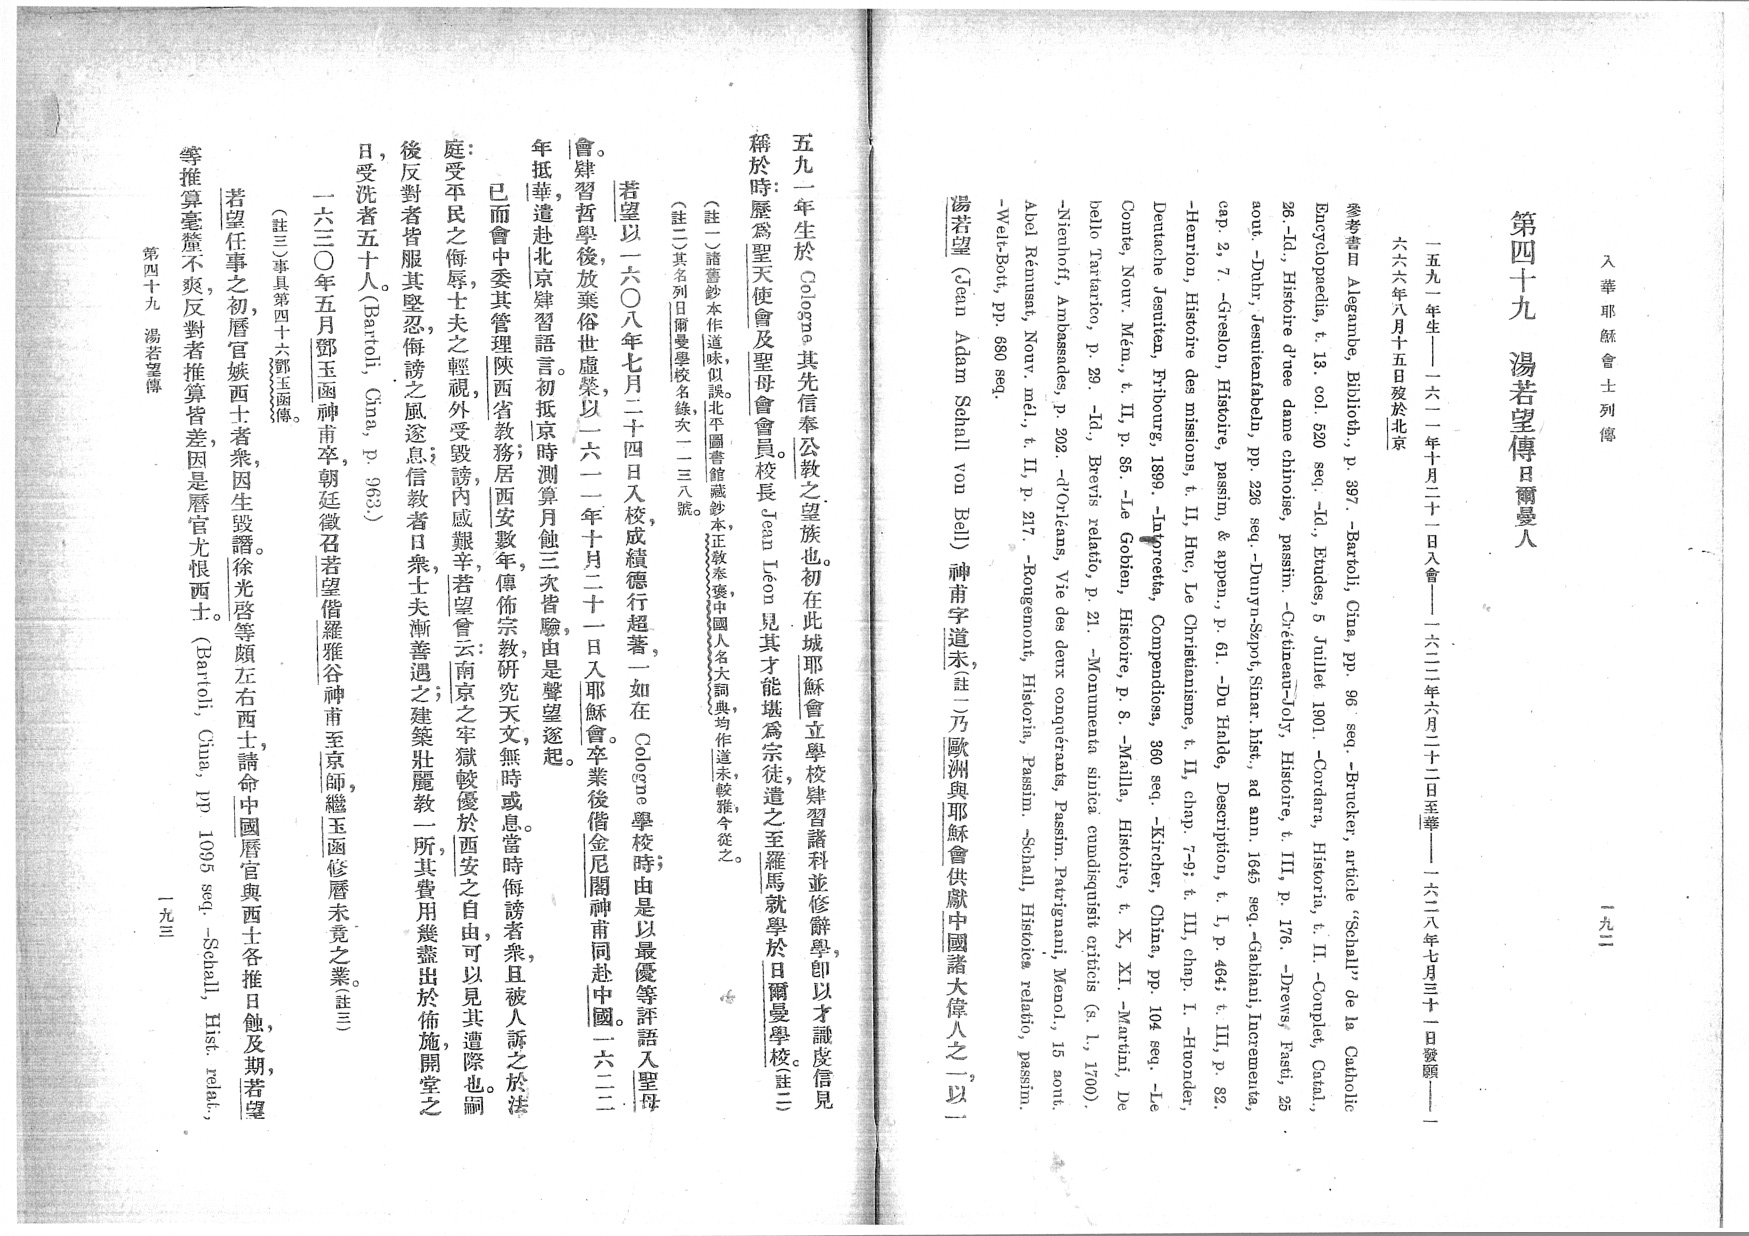 入華耶穌會士列傳
一九二
第四十九 湯若望傳 日爾曼人
一五九一年生——一六一一年十月二十一日入會——一六二二年六月二十二日至華——一六二八年七月三十一日發願——一
六六六年八月十五日歿於北京
參考書目 Alegambe, Biblioth., p. 397. -Bartoli, Cina, pp. 96 seq. -Brucker, article "Schall" de la Catholic
Encyclopaedia, t. 13. col. 520 seq. -Id., Etudes, 5 Juillet 1901. -Cordara, Historia, t. II. -Couplet, Catal.,
26. -Id., Histoire d'uee dame chinoise, passim. -Crétineau-Joly, Histoire, t. III, p. 176. -Drews, Fasti, 25
aont. -Duhr, Jesuitenfabeln, pp. 226 seq. -Dunyn-Szpot, Sinar. hist., ad ann. 1645 seq. -Gabiani, Incrementa,
cap. 2, 7. -Greslon, Histoire, passim, & appen., p. 61. -Du Halde, Description, t. I, p. 464; t. III, p. 82.
-Henrion, Histoire des missions, t. II, Huc, Le Christianisme, t. II, chap. 7-9; t. III, chap. I. -Huonder,
Deutache Jesuiten, Fribourg, 1899. -Intorcetta, Compendiosa, 360 seq. -Kircher, China, pp. 104 seq. -Le
Comte, Nouv. Mém., t. II, p. 85. -Le Gobien, Histoire, p. 8. -Mailla, Histoire, t. X, XI. -Martini, De
bello Tartarico, p. 29. -Id., Brevis relatio, p. 21. -Monumenta sinica cumdisquisit criticis (s. l., 1700).
-Nieuhoff, Ambassades, p. 202. -d'Orléans, Vie des deux conquérants, Passim. Patrignani, Menol., 15 aont.
Abel Rémusat, Nouv. mél., t. II, p. 217. -Rougemont, Historia, Passim. -Schall, Histoica relatio, passim.
-Welt-Bott, pp. 680 seq.
湯若望 (Jean Adam Schall von Bell) 神甫字道未,(註一)乃歐洲與耶穌會供獻中國諸大偉人之一,以一
五九一年生於 Cologne 其先信奉公教之望族也。初在此城耶穌會立學校肄習諸科並修辭學,卽以才識虔信見
稱於時:歷爲聖天使會及聖母會會員。校長 Jean Léon 見其才能堪爲宗徒,遣之至羅馬就學於日爾曼學校。(註二)
(註一)諸舊鈔本作道味,似誤。北平圖書館藏鈔本,正敎奉褒,中國人名大詞典,均作道未,較雅,今從之。
(註二)其名列日爾曼學校名錄,次一一三八號。
若望以一六〇八年七月二十四日入校,成績德行超著,一如在 Cologne 學校時;由是以最優等評語入聖母
會。肄習哲學後,放棄俗世虛榮,以一六一一年十月二十一日入耶穌會。卒業後偕金尼閣神甫同赴中國。一六二二
年抵華,遣赴北京肄習語言。初抵京時測算月蝕三次皆驗,由是聲望遂起。
已而會中委其管理陝西省教務;居西安數年,傳佈宗教,研究天文,無時或息。當時侮謗者衆,且被人訴之於法
庭:受平民之侮辱,士夫之輕視,外受毀謗,內感艱辛,若望曾云:南京之牢獄較優於西安之自由,可以見其遭際也。嗣
後反對者皆服其堅忍,侮謗之風遂息;信教者日衆,士夫漸善遇之;建築壯麗教一所,其費用幾盡出於佈施,開堂之
日,受洗者五十人。(Bartoli, Cina, p. 963.)
一六三〇年五月鄧玉函神甫卒,朝廷徵召若望偕羅雅谷神甫至京師,繼玉函修曆未竟之業。(註三)
(註三)事具第四十六鄧玉函傳。
若望任事之初,曆官嫉西士者衆,因生毀譖。徐光啓等頗左右西士,請命中國曆官與西士各推日蝕,及期,若望
等推算毫釐不爽,反對者推算皆差,因是曆官尤恨西士。(Bartoli, Cina, pp. 1095 seq. -Schall, Hist. relat.,
第四十九 湯若望傳
一九三